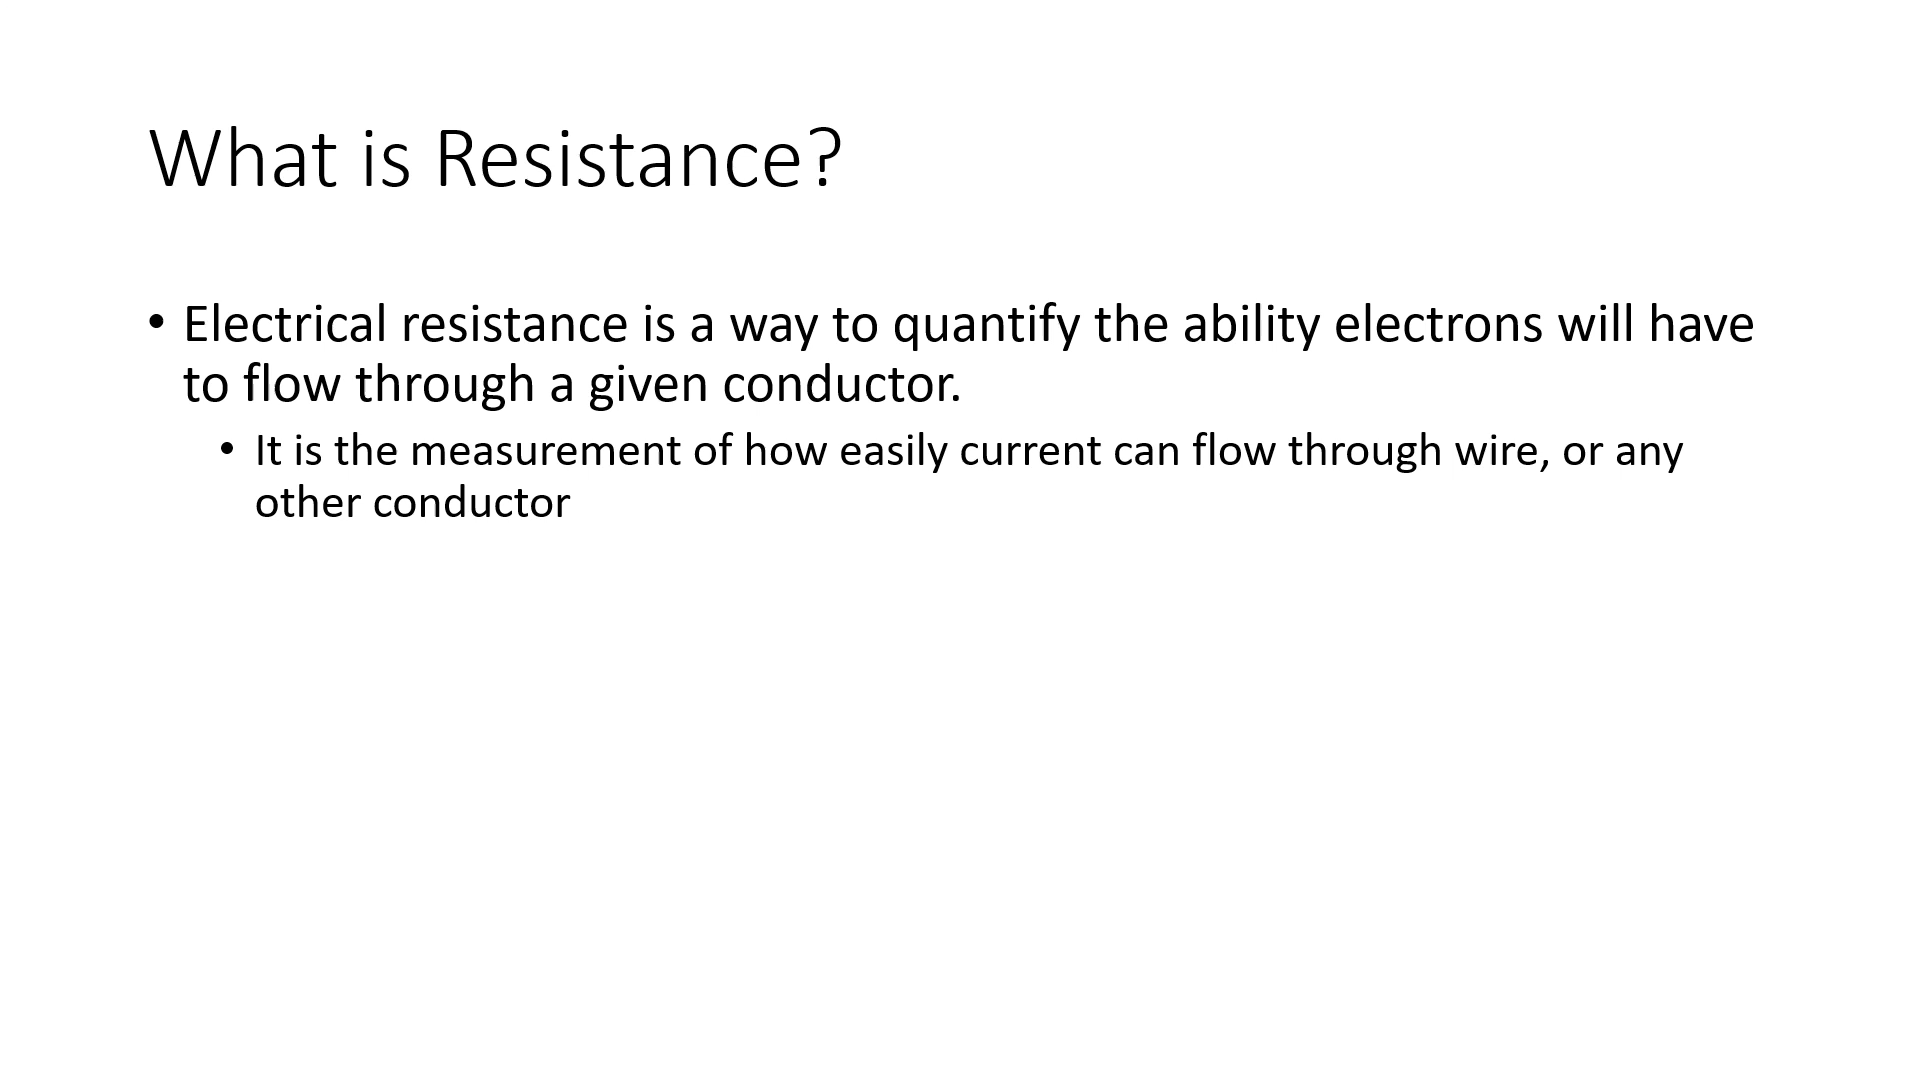 What is Resistance?
• Electrical resistance is a way to quantify the ability electrons will have
to flow through a given conductor.
• It is the measurement of how easily current can flow through wire, or any
other conductor